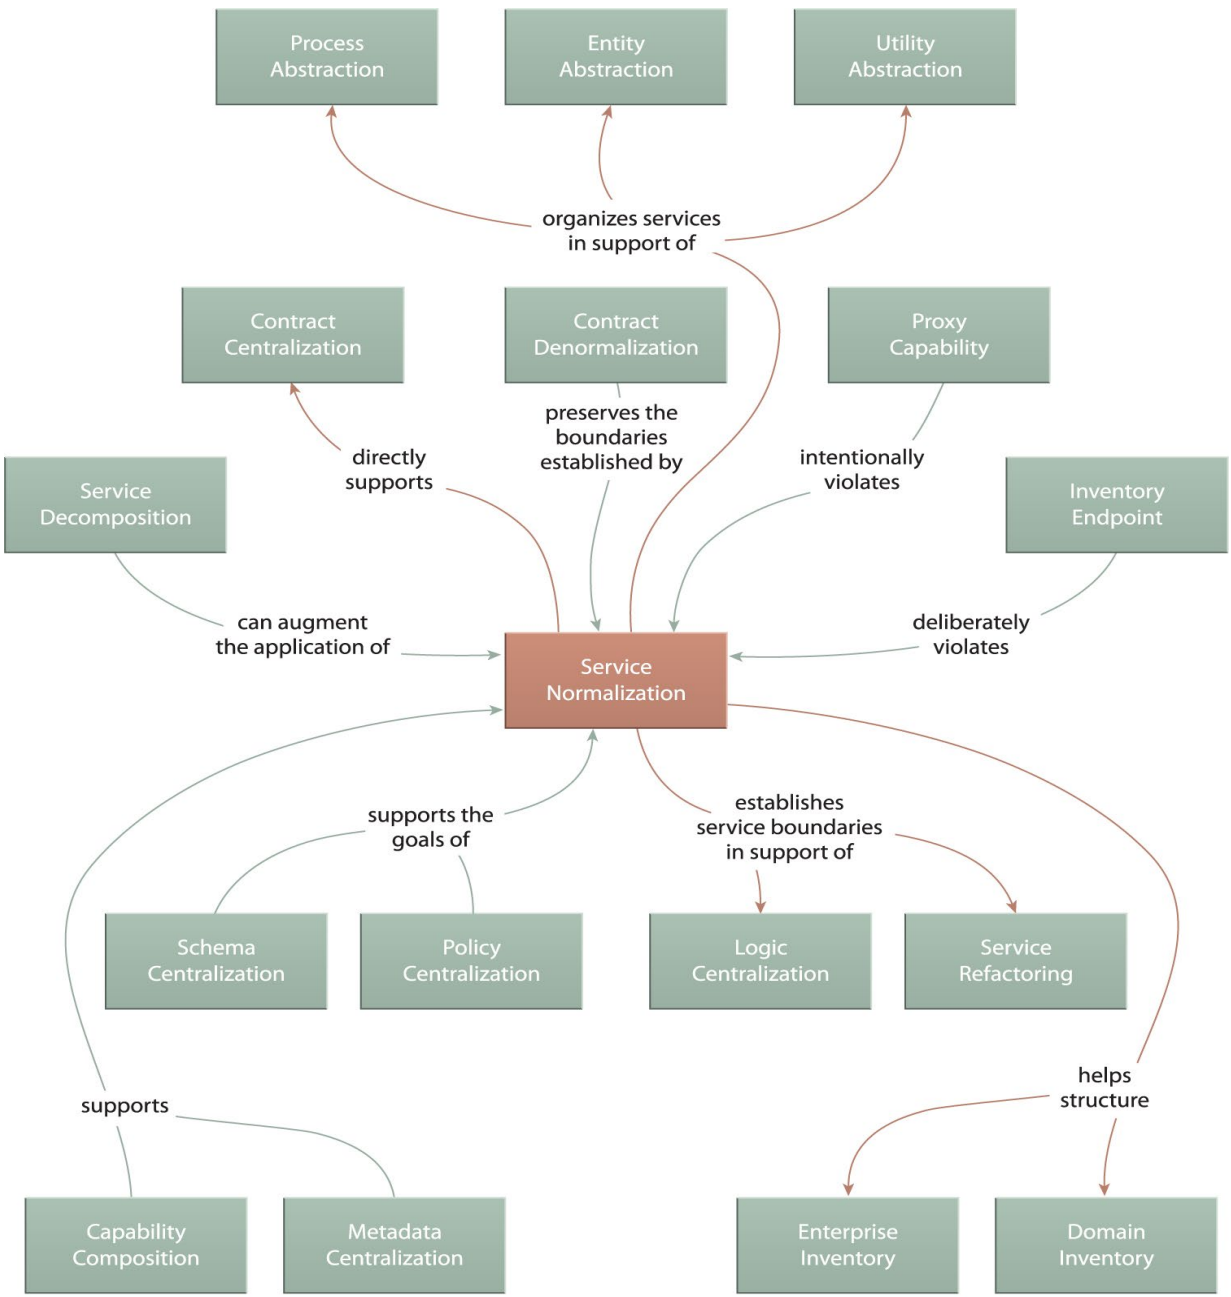 Process
Abstraction
Entity
Abstraction
Utility
Abstraction
organizes services
in support of
Contract
Centralization
Contract
Denormalization
Proxy
Capability
preserves the
boundaries
established by
directly
supports
intentionally
violates
Service
Decomposition
Inventory
Endpoint
can augment
the application of
deliberately
violates
Service
Normalization
supports the
goals of
establishes
service boundaries
in support of
Schema
Centralization
Policy
Centralization
Logic
Centralization
Service
Refactoring
supports
helps
structure
Capability
Composition
Metadata
Centralization
Enterprise
Inventory
Domain
Inventory